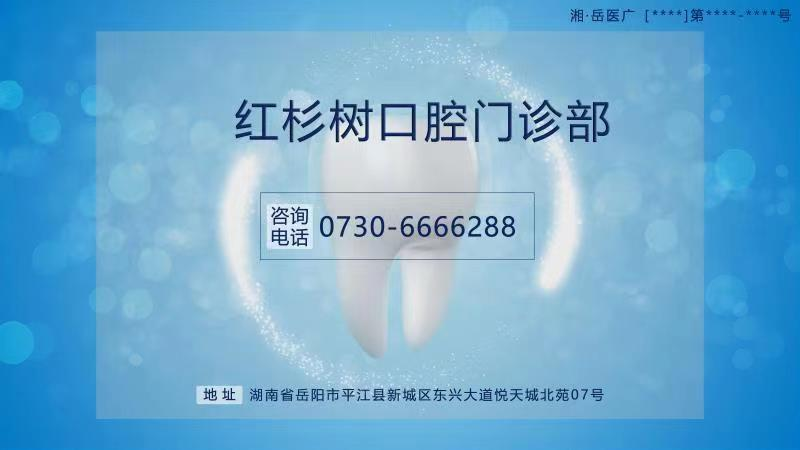 湘·岳医广 [****]第****-****号
红杉树口腔门诊部
咨询
电话 0730-6666288
地址 湖南省岳阳市平江县新城区东兴大道悦天城北苑07号